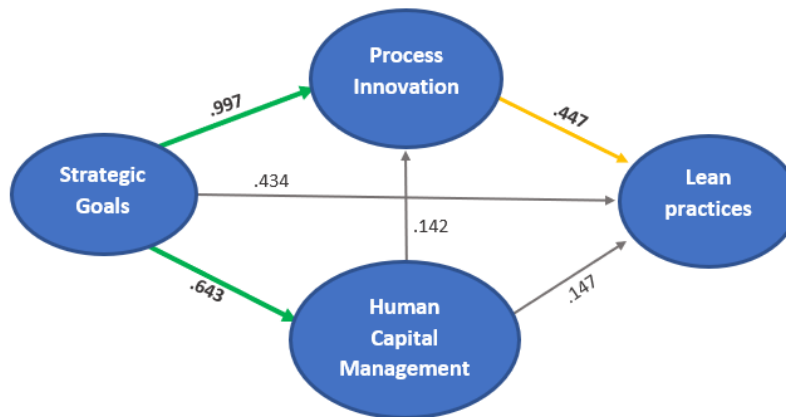 Process
Innovation
.997
.447
Strategic
Goals
.434
Lean
practices
.142
.643
.147
Human
Capital
Management